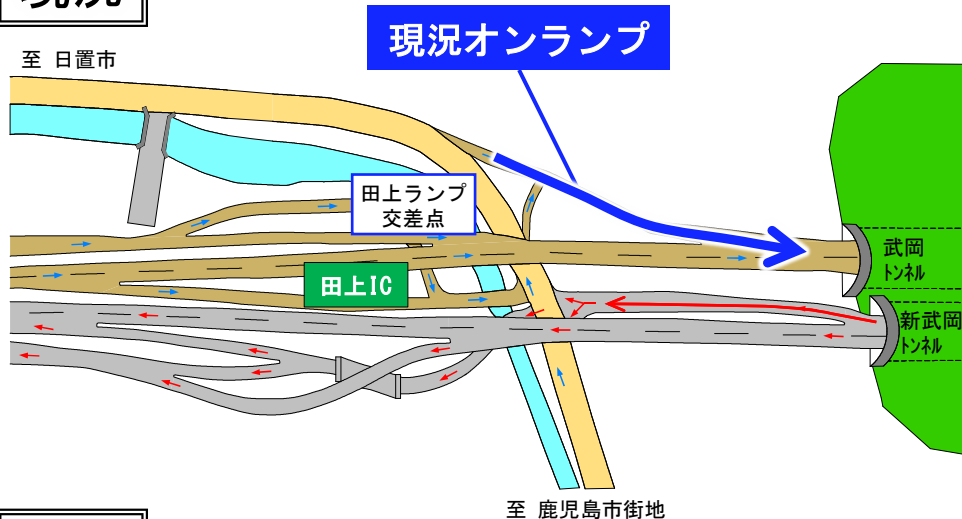 現況
現況オンランプ
至 日置市
田上ランプ
交差点
田上IC
武岡
トンネル
新武岡
トンネル
至 鹿児島市街地